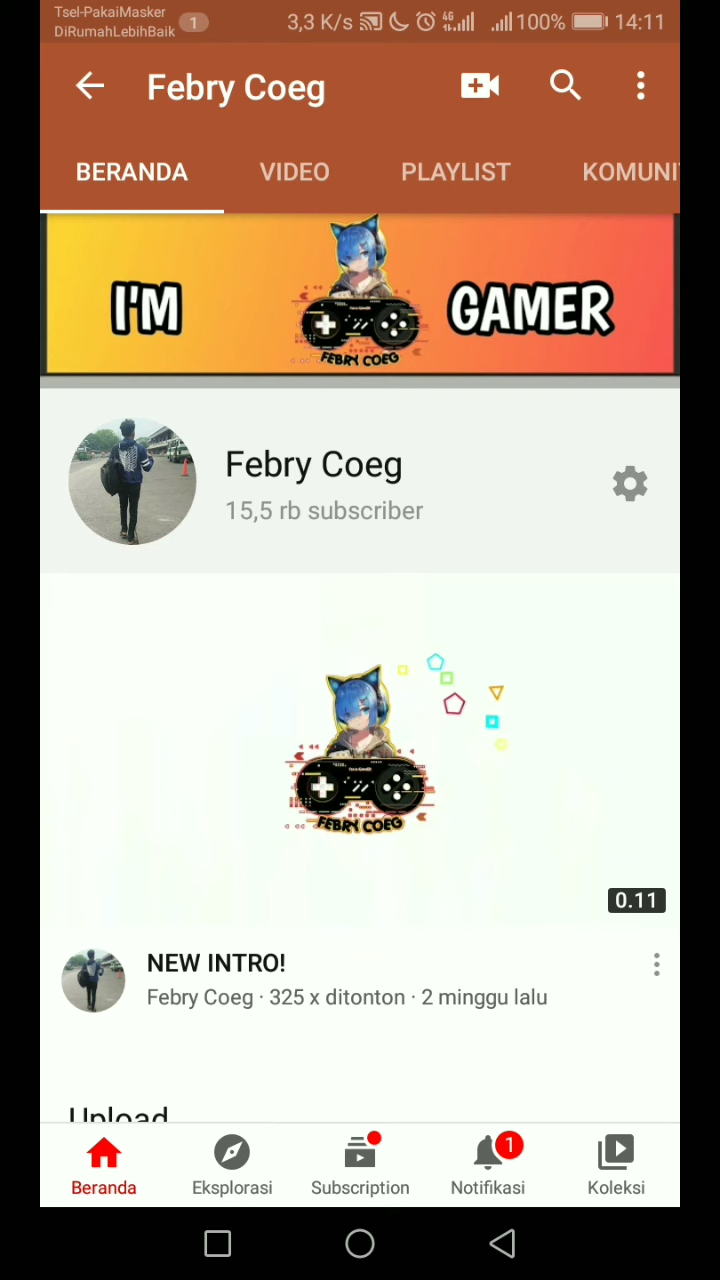 Tsel-PakaiMasker
DiRumahLebihBaik 1 3,3 K/s 4G 100% 14:11
Febry Coeg
BERANDA VIDEO PLAYLIST KOMUNI
I'M GAMER
FEBRY COEG
Febry Coeg
15,5 rb subscriber
FEBRY COEG
0.11
NEW INTRO!
Febry Coeg · 325 x ditonton · 2 minggu lalu
Upload
1
Beranda Eksplorasi Subscription Notifikasi Koleksi